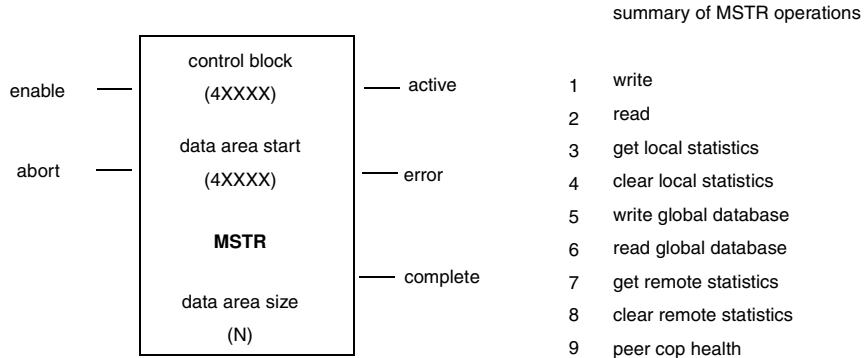 summary of MSTR operations
control block
(4XXXX)
enable
active
data area start
(4XXXX)
abort
error
MSTR
complete
data area size
(N)
1 write
2 read
3 get local statistics
4 clear local statistics
5 write global database
6 read global database
7 get remote statistics
8 clear remote statistics
9 peer cop health